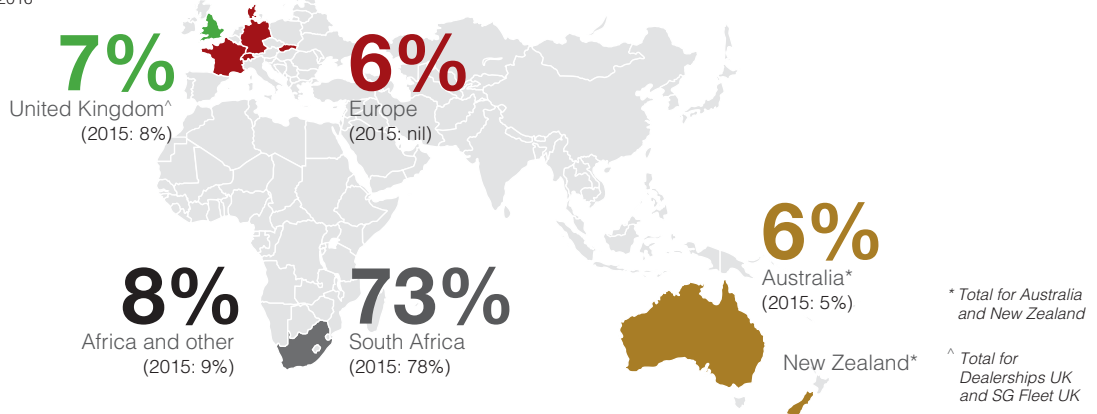 7%
United Kingdom^
(2015: 8%)
6%
Europe
(2015: nil)
6%
Australia*
(2015: 5%)
8%
Africa and other
(2015: 9%)
73%
South Africa
(2015: 78%)
New Zealand*
* Total for Australia
and New Zealand
^ Total for
Dealerships UK
and SG Fleet UK